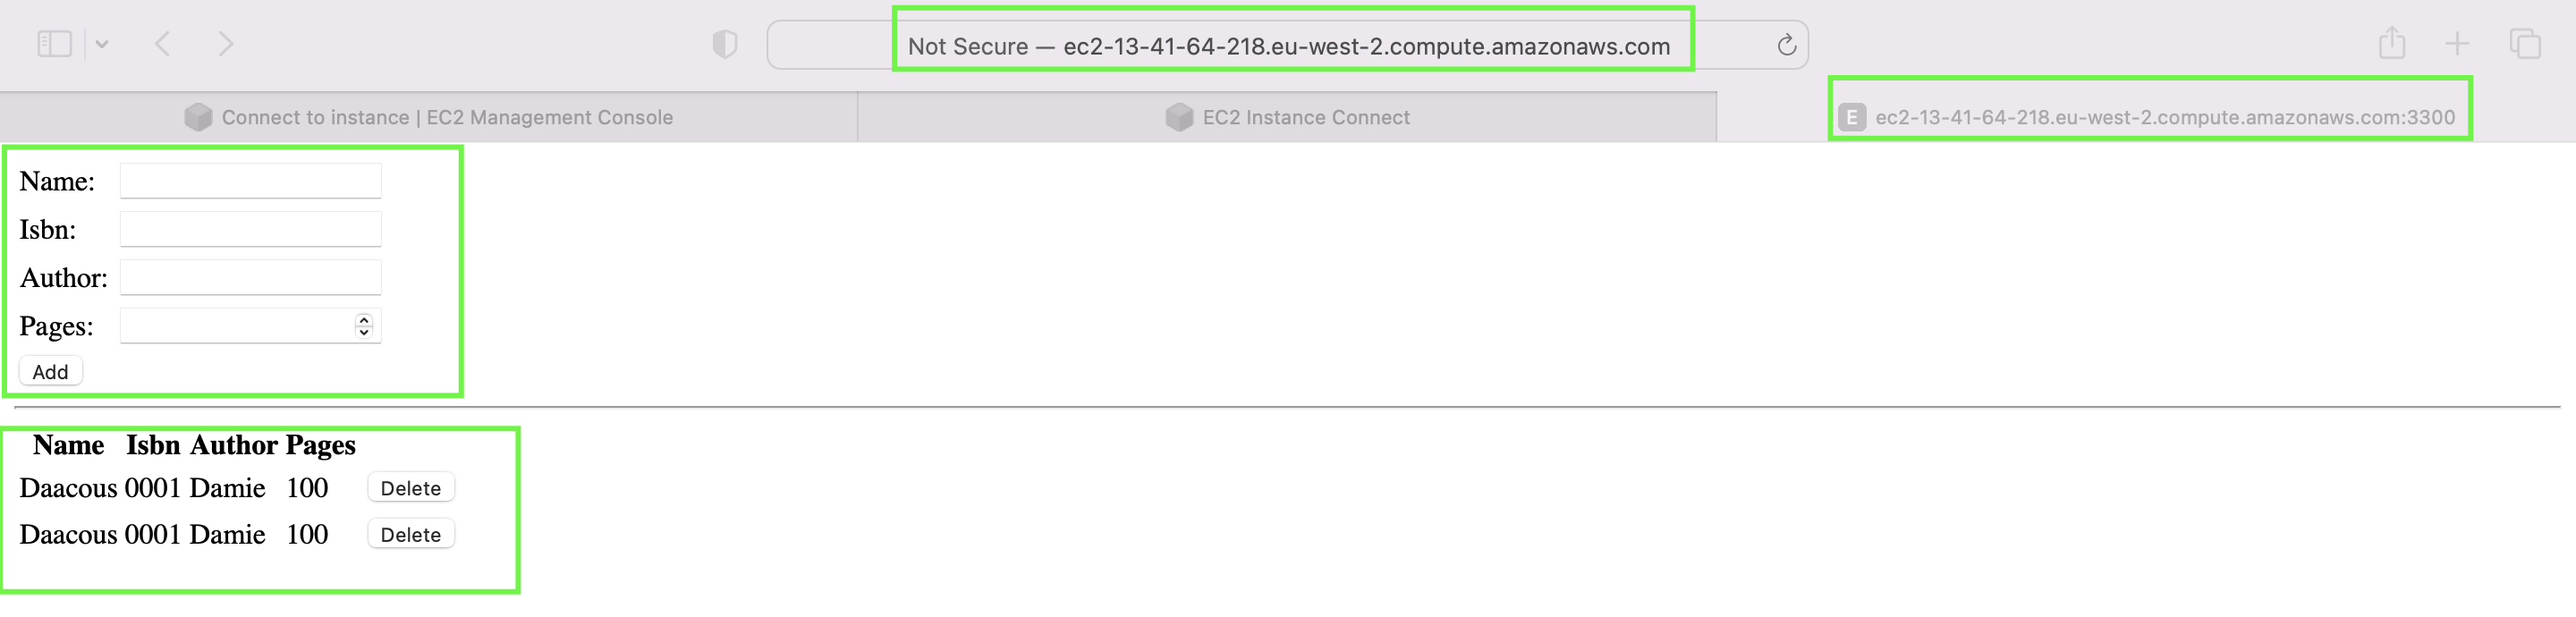 Not Secure — ec2-13-41-64-218.eu-west-2.compute.amazonaws.com
Connect to instance | EC2 Management Console
EC2 Instance Connect
E ec2-13-41-64-218.eu-west-2.compute.amazonaws.com:3300
Name:
Isbn:
Author:
Pages:
Add
Name Isbn Author Pages
Daacous 0001 Damie 100 Delete
Daacous 0001 Damie 100 Delete